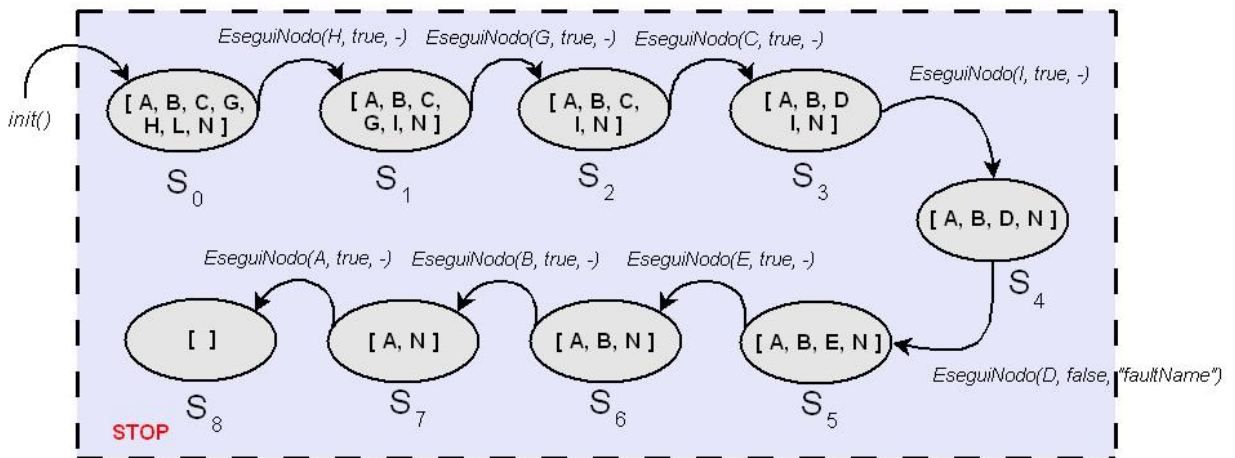 EseguiNodo(H, true, -)
EseguiNodo(G, true, -)
EseguiNodo(C, true, -)
EseguiNodo(I, true, -)
init()
[ A, B, C, G,
H, L, N ]
[ A, B, C,
G, I, N ]
[ A, B, C,
I, N ]
[ A, B, D
I, N ]
S0
S1
S2
S3
[ A, B, D, N ]
S4
EseguiNodo(A, true, -)
EseguiNodo(B, true, -)
EseguiNodo(E, true, -)
[ ]
[ A, N ]
[ A, B, N ]
[ A, B, E, N ]
EseguiNodo(D, false, "faultName")
S8
S7
S6
S5
STOP